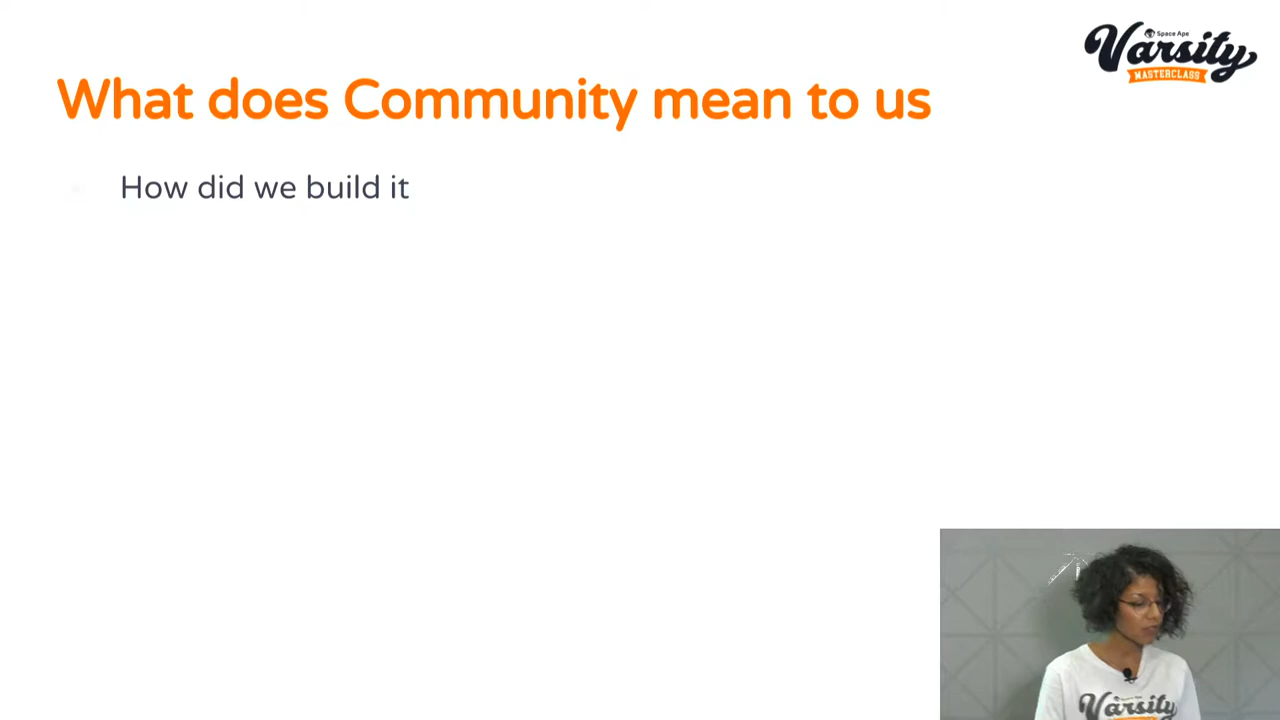 Space Ape
Varsity
MASTERCLASS
What does Community mean to us
How did we build it
Varsity